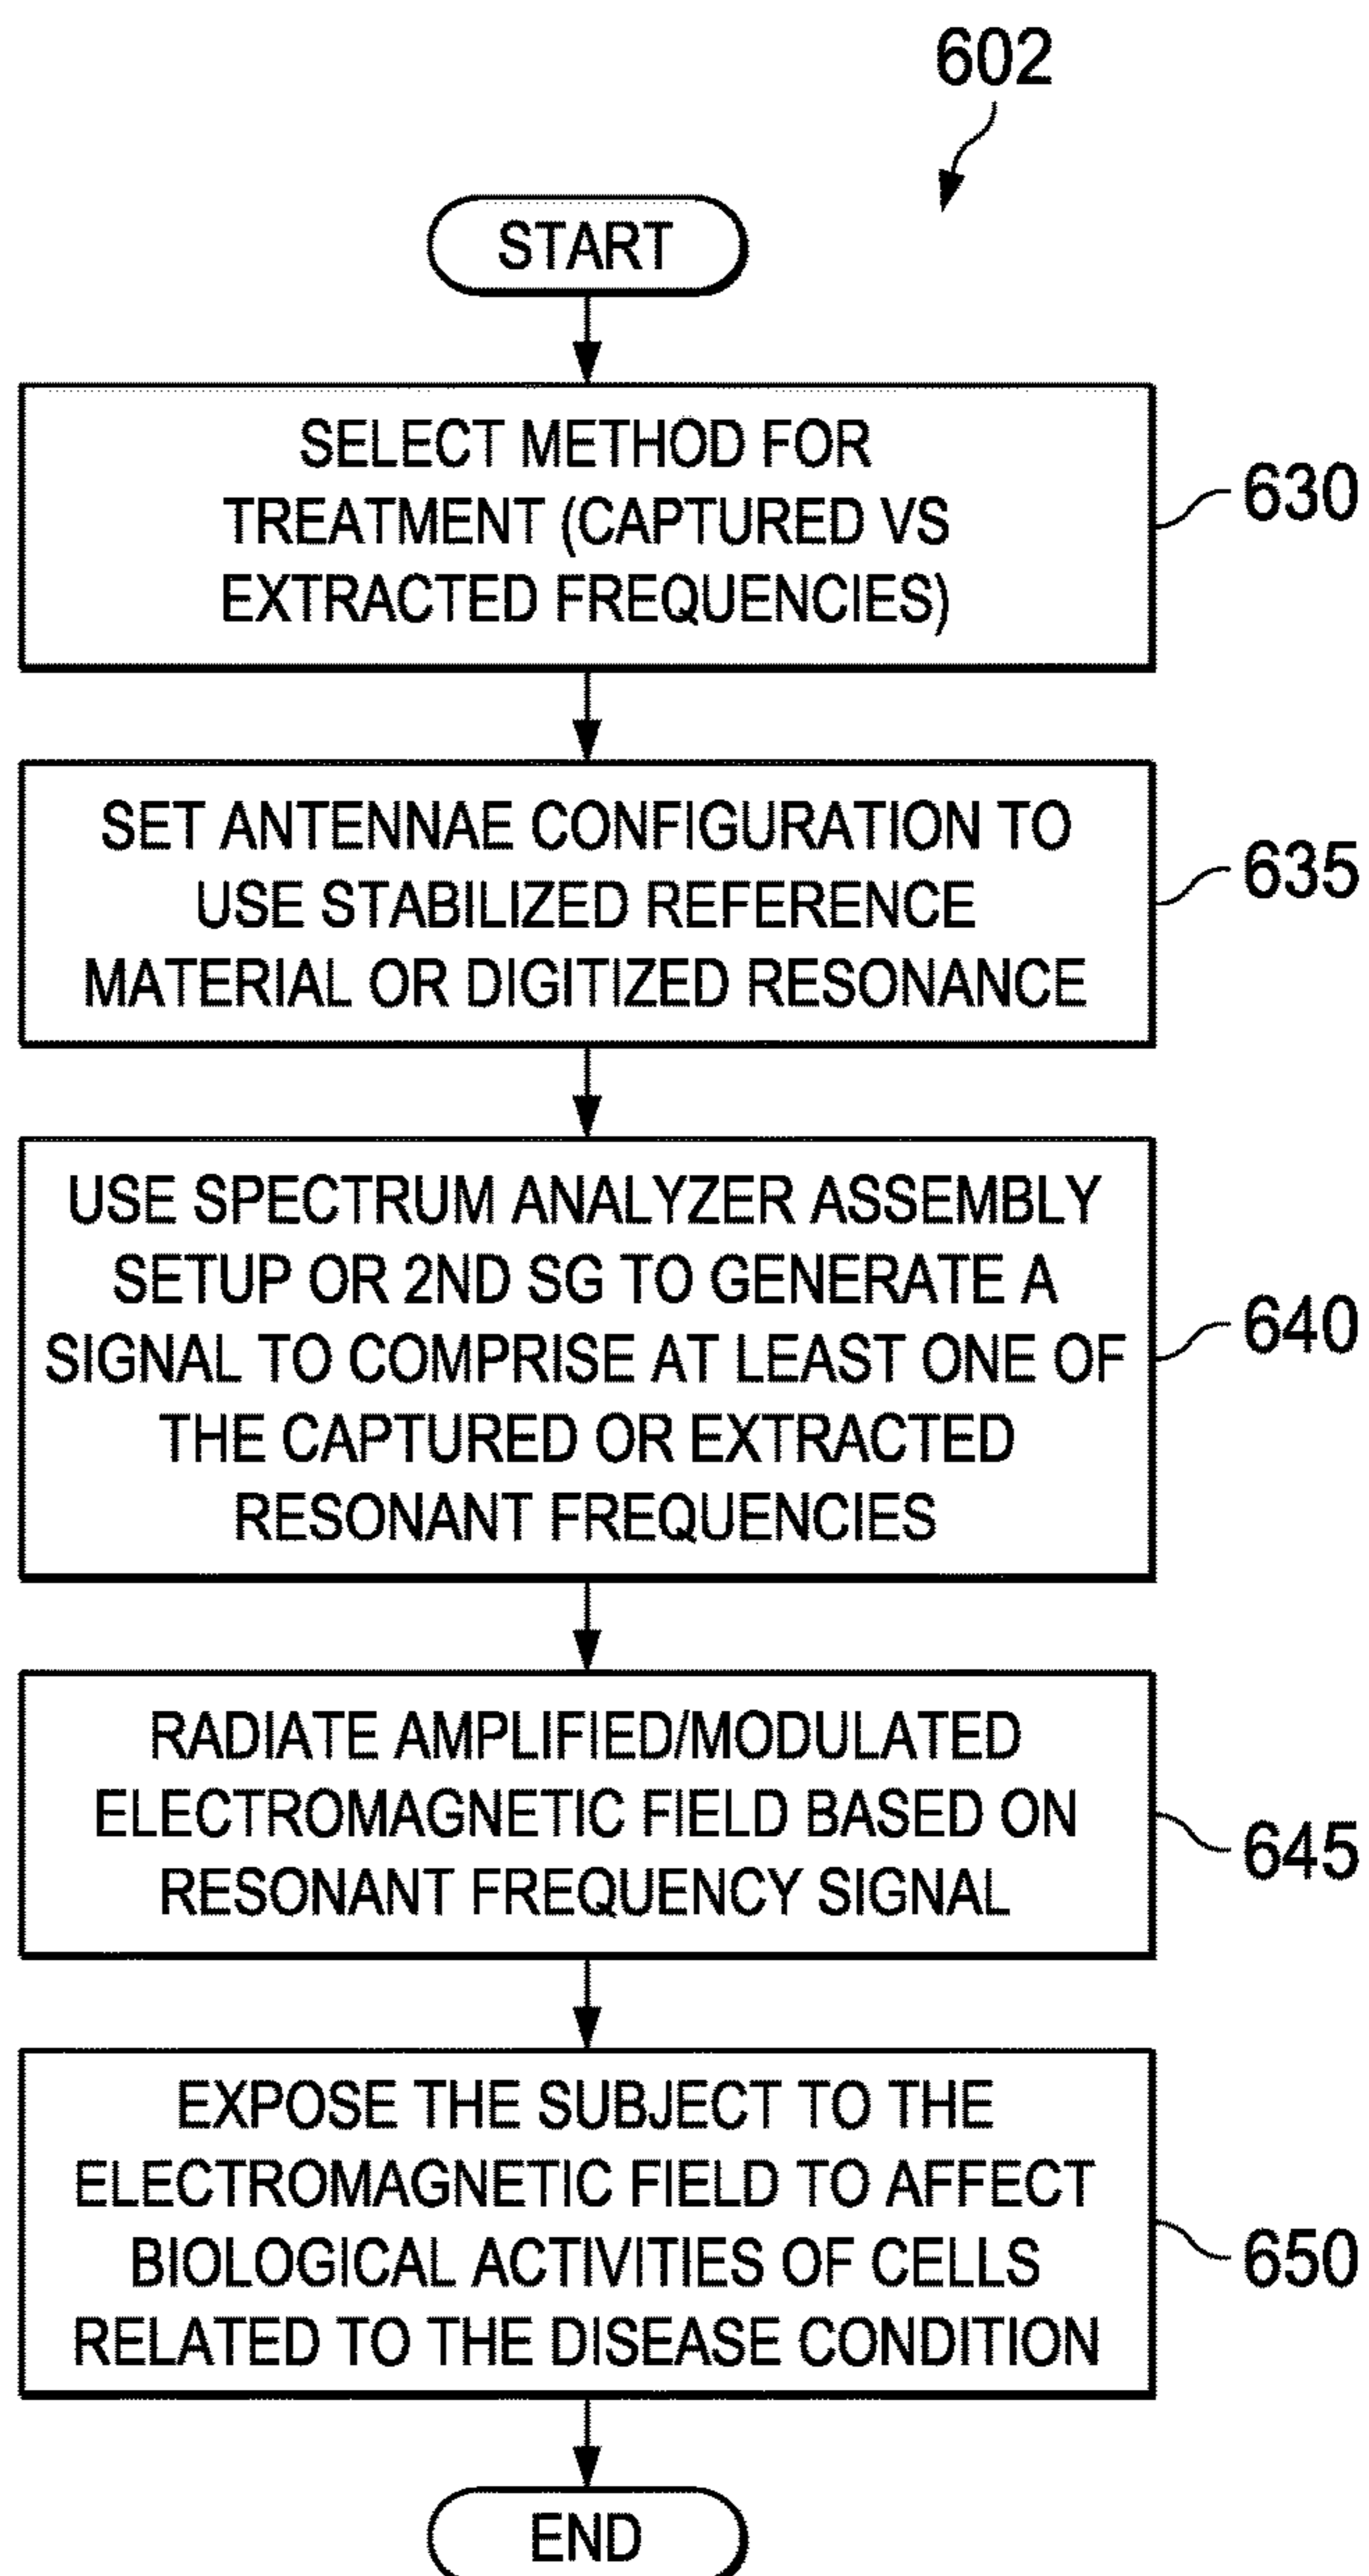 602
START
SELECT METHOD FOR
TREATMENT (CAPTURED VS
EXTRACTED FREQUENCIES)
630
SET ANTENNAE CONFIGURATION TO
USE STABILIZED REFERENCE
MATERIAL OR DIGITIZED RESONANCE
635
USE SPECTRUM ANALYZER ASSEMBLY
SETUP OR 2ND SG TO GENERATE A
SIGNAL TO COMPRISE AT LEAST ONE OF
THE CAPTURED OR EXTRACTED
RESONANT FREQUENCIES
640
RADIATE AMPLIFIED/MODULATED
ELECTROMAGNETIC FIELD BASED ON
RESONANT FREQUENCY SIGNAL
645
EXPOSE THE SUBJECT TO THE
ELECTROMAGNETIC FIELD TO AFFECT
BIOLOGICAL ACTIVITIES OF CELLS
RELATED TO THE DISEASE CONDITION
650
END